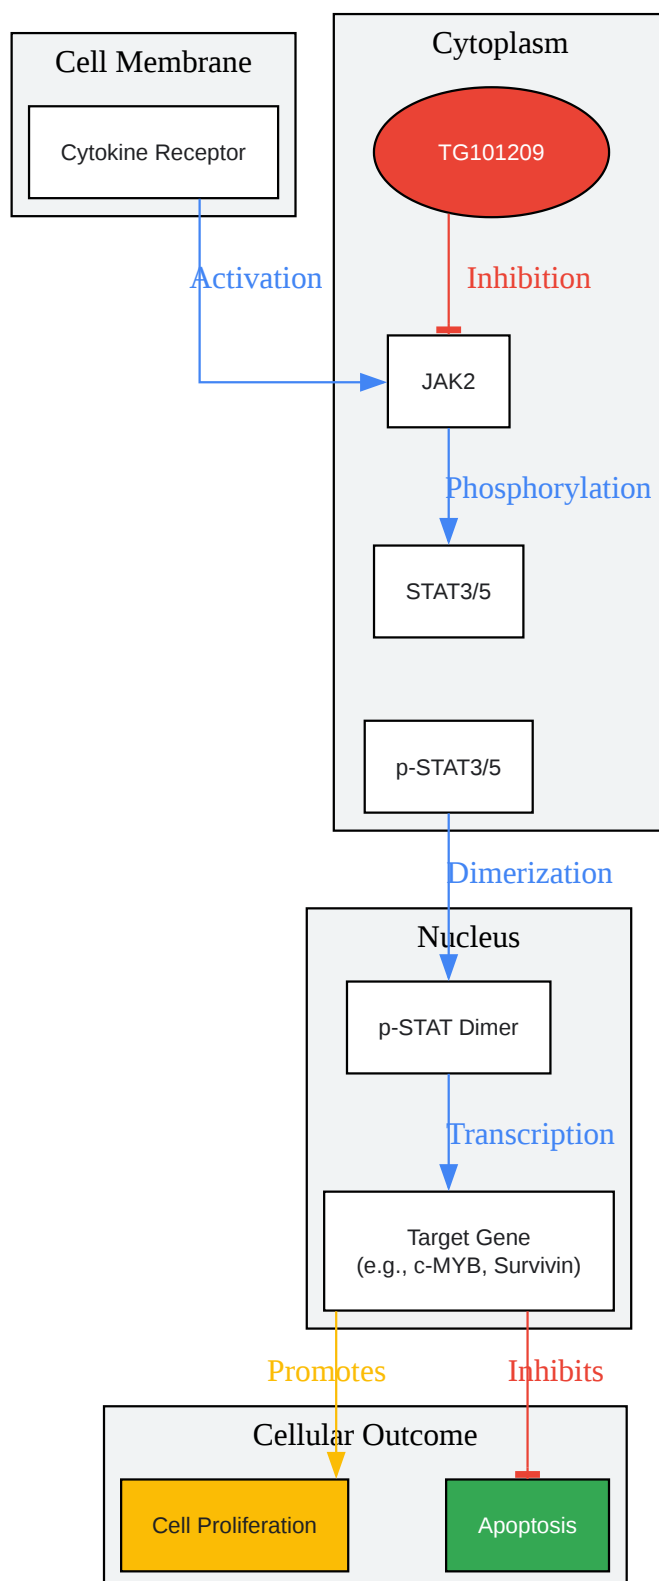 Cell Membrane
Cytokine Receptor
Cytoplasm
TG101209
Activation
Inhibition
JAK2
Phosphorylation
STAT3/5
p-STAT3/5
Dimerization
Nucleus
p-STAT Dimer
Transcription
Target Gene
(e.g., c-MYB, Survivin)
Promotes
Inhibits
Cellular Outcome
Cell Proliferation
Apoptosis